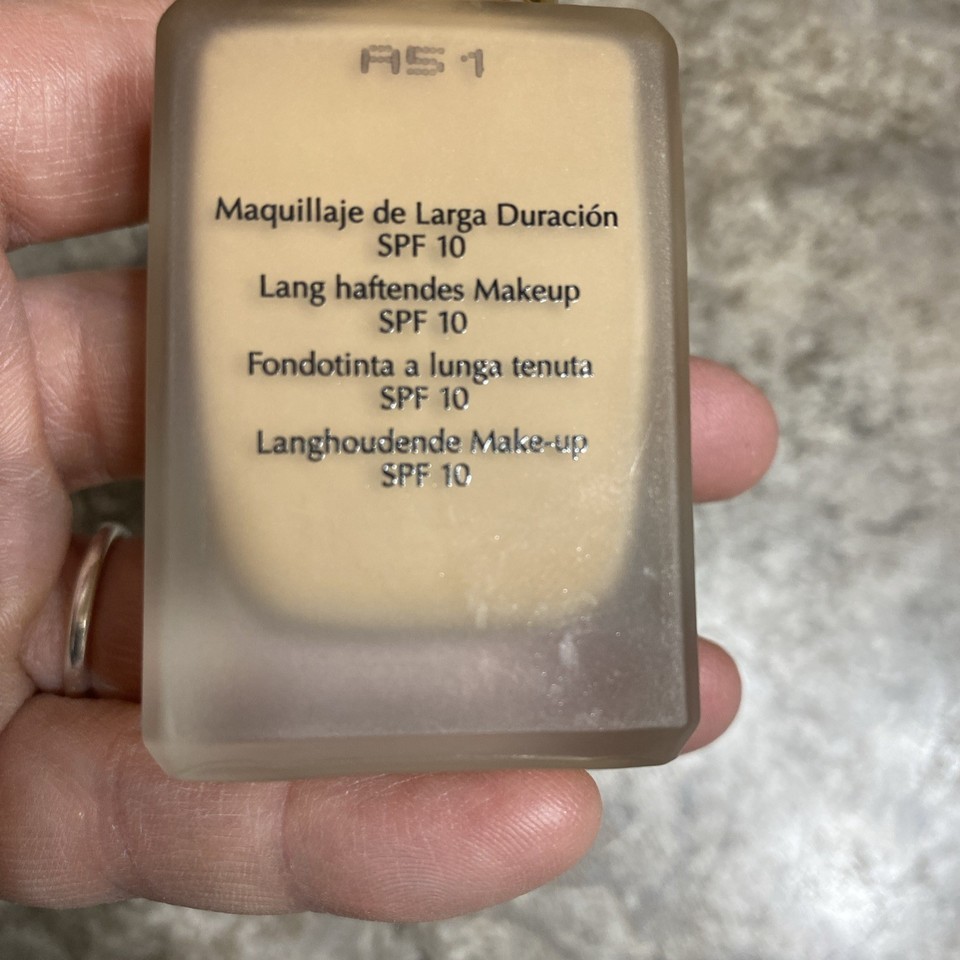 A51
Maquillaje de Larga Duración
SPF 10
Lang haftendes Makeup
SPF 10
Fondotinta a lunga tenuta
SPF 10
Langhoudende Make-up
SPF 10